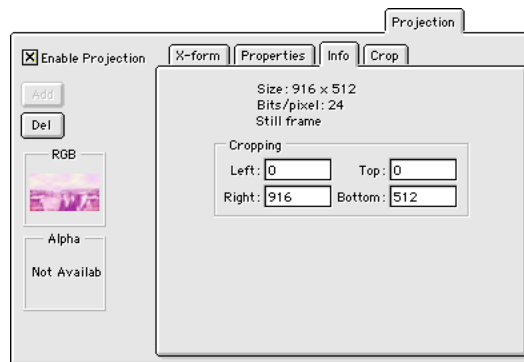 Projection
Enable Projection
X-form Properties Info Crop
Add
Del
RGB
Alpha
Not Availab
Size: 916 x 512
Bits/pixel: 24
Still frame
Cropping
Left: 0 Top: 0
Right: 916 Bottom: 512